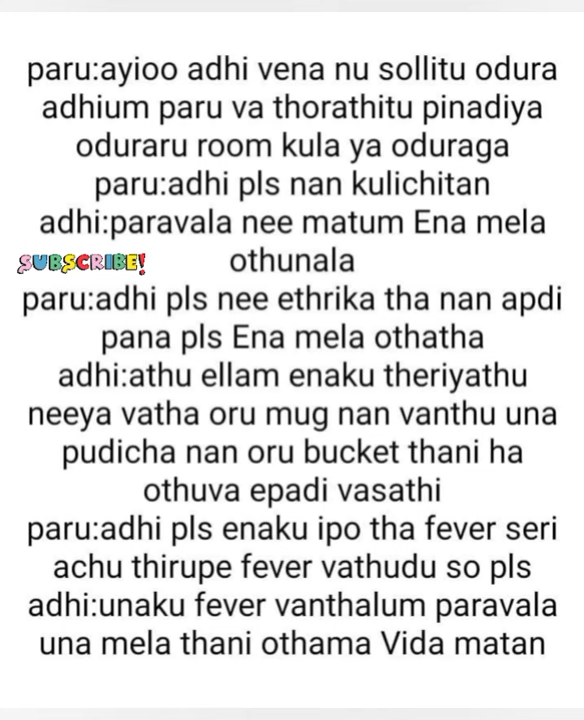 paru:ayioo adhi vena nu sollitu odura
adhium paru va thorathitu pinadiya
oduraru room kula ya oduraga
paru:adhi pls nan kulichitan
adhi:paravala nee matum Ena mela
SUBSCRIBE! othunala
paru:adhi pls nee ethrika tha nan apdi
pana pls Ena mela othatha
adhi:athu ellam enaku theriyathu
neeya vatha oru mug nan vanthu una
pudicha nan oru bucket thani ha
othuva epadi vasathi
paru:adhi pls enaku ipo tha fever seri
achu thirupe fever vathudu so pls
adhi:unaku fever vanthalum paravala
una mela thani othama Vida matan